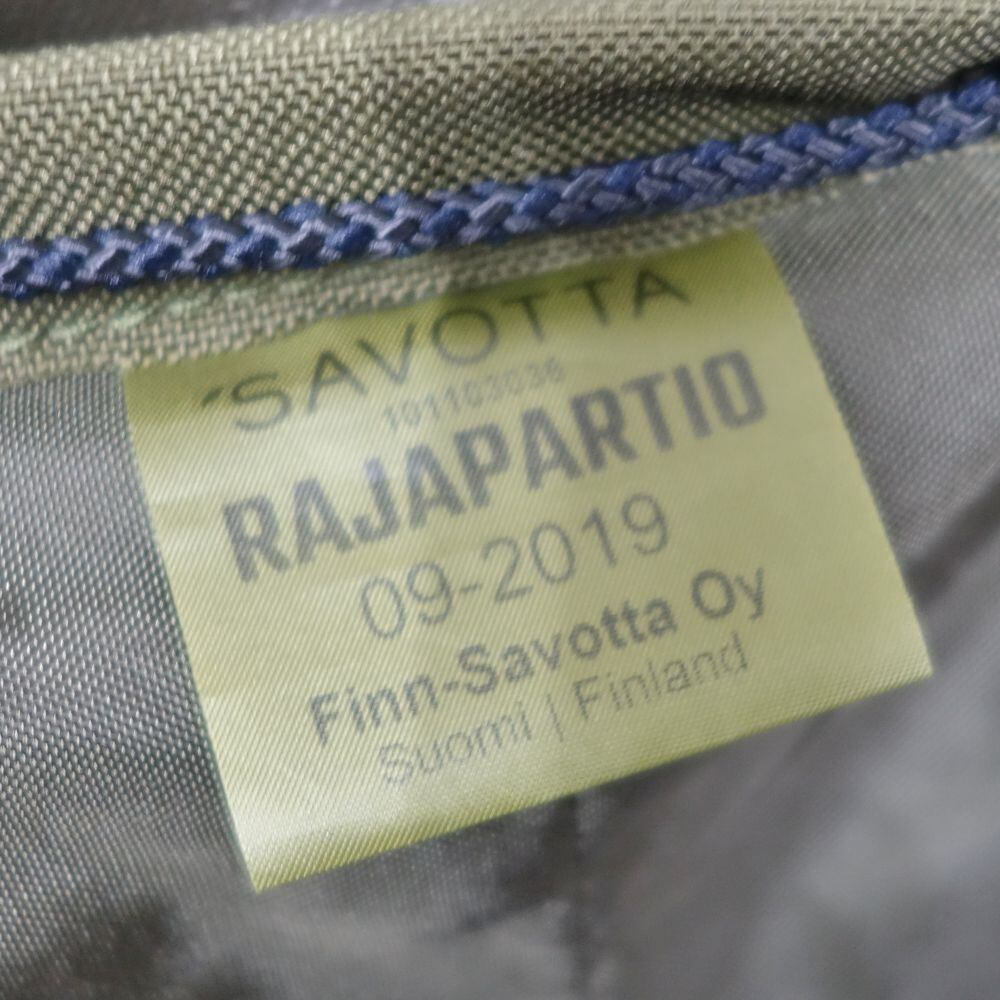 SAVOTTA
101103036
RAJAPARTIO
09-2019
Finn-Savotta Oy
Suomi | Finland